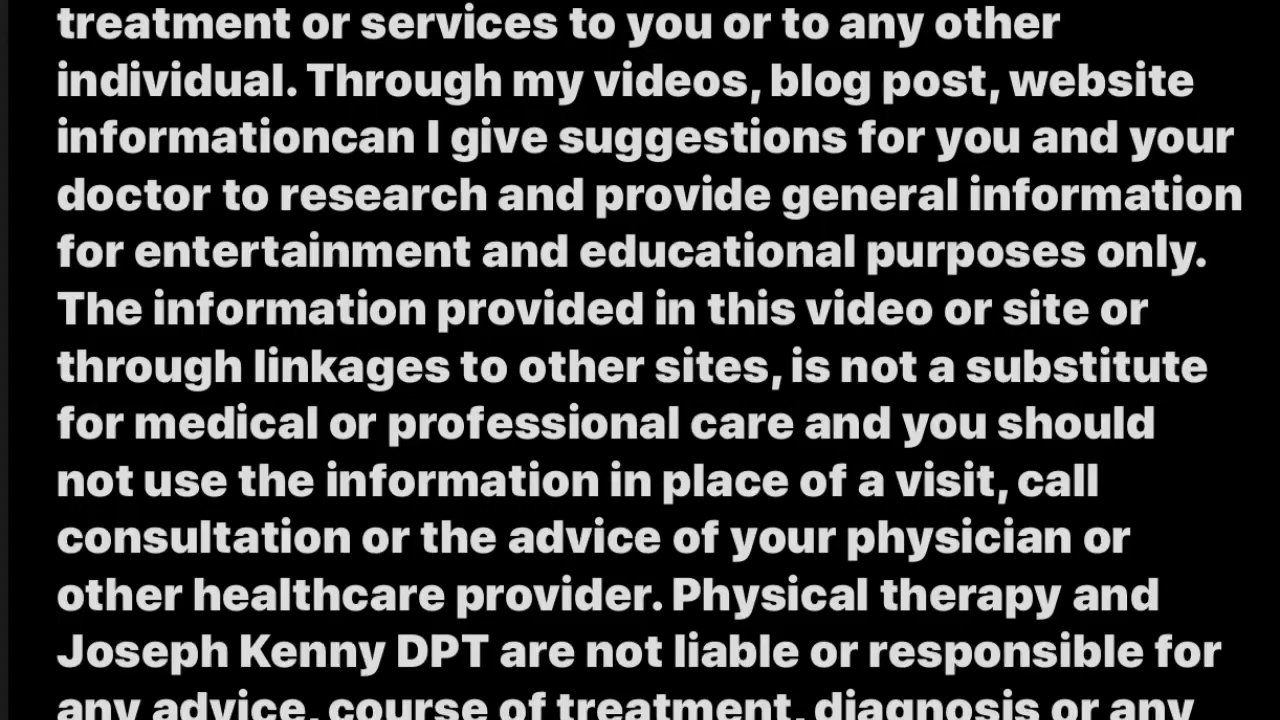 treatment or services to you or to any other
individual. Through my videos, blog post, website
informationcan I give suggestions for you and your
doctor to research and provide general information
for entertainment and educational purposes only.
The information provided in this video or site or
through linkages to other sites, is not a substitute
for medical or professional care and you should
not use the information in place of a visit, call
consultation or the advice of your physician or
other healthcare provider. Physical therapy and
Joseph Kenny DPT are not liable or responsible for
any advice, course of treatment, diagnosis or any